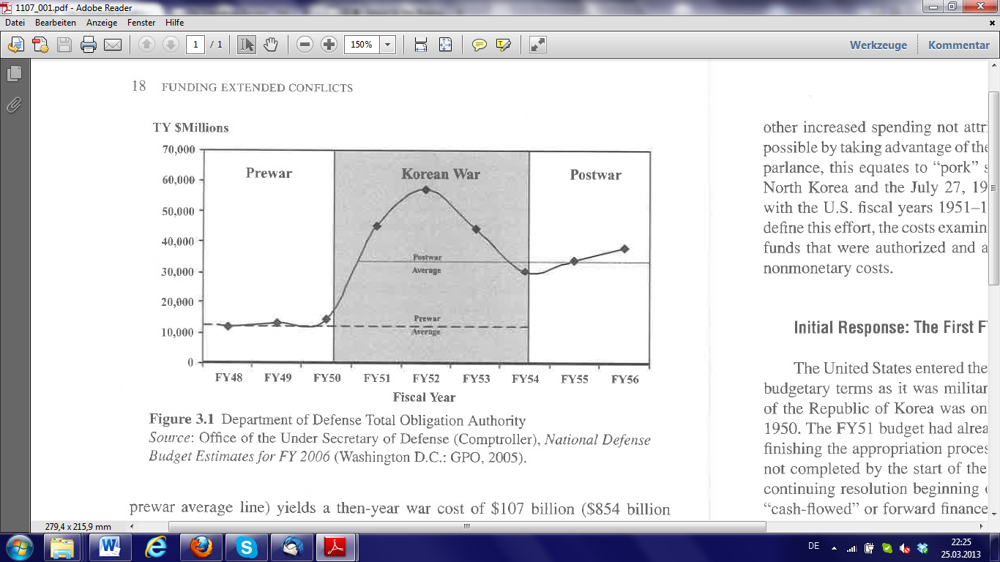 1107_001.pdf - Adobe Reader
Datei Bearbeiten Anzeige Fenster Hilfe
1 / 1 150% Werkzeuge Kommentar
18 FUNDING EXTENDED CONFLICTS
TY $Millions
70,000
60,000
50,000
40,000
30,000
20,000
10,000
0
Prewar Korean War Postwar
Postwar
Average
Prewar
Average
FY48 FY49 FY50 FY51 FY52 FY53 FY54 FY55 FY56
Fiscal Year
Figure 3.1 Department of Defense Total Obligation Authority
Source: Office of the Under Secretary of Defense (Comptroller), National Defense
Budget Estimates for FY 2006 (Washington D.C.: GPO, 2005).
prewar average line) yields a then-year war cost of $107 billion ($854 billion
other increased spending not attri
possible by taking advantage of the
parlance, this equates to “pork” s
North Korea and the July 27, 19
with the U.S. fiscal years 1951–1
define this effort, the costs examin
funds that were authorized and a
nonmonetary costs.
Initial Response: The First F
The United States entered the
budgetary terms as it was militar
of the Republic of Korea was on
1950. The FY51 budget had alrea
finishing the appropriation proces
not completed by the start of the
continuing resolution beginning
“cash-flowed” or forward finance
279,4 x 215,9 mm
DE
22:25
25.03.2013